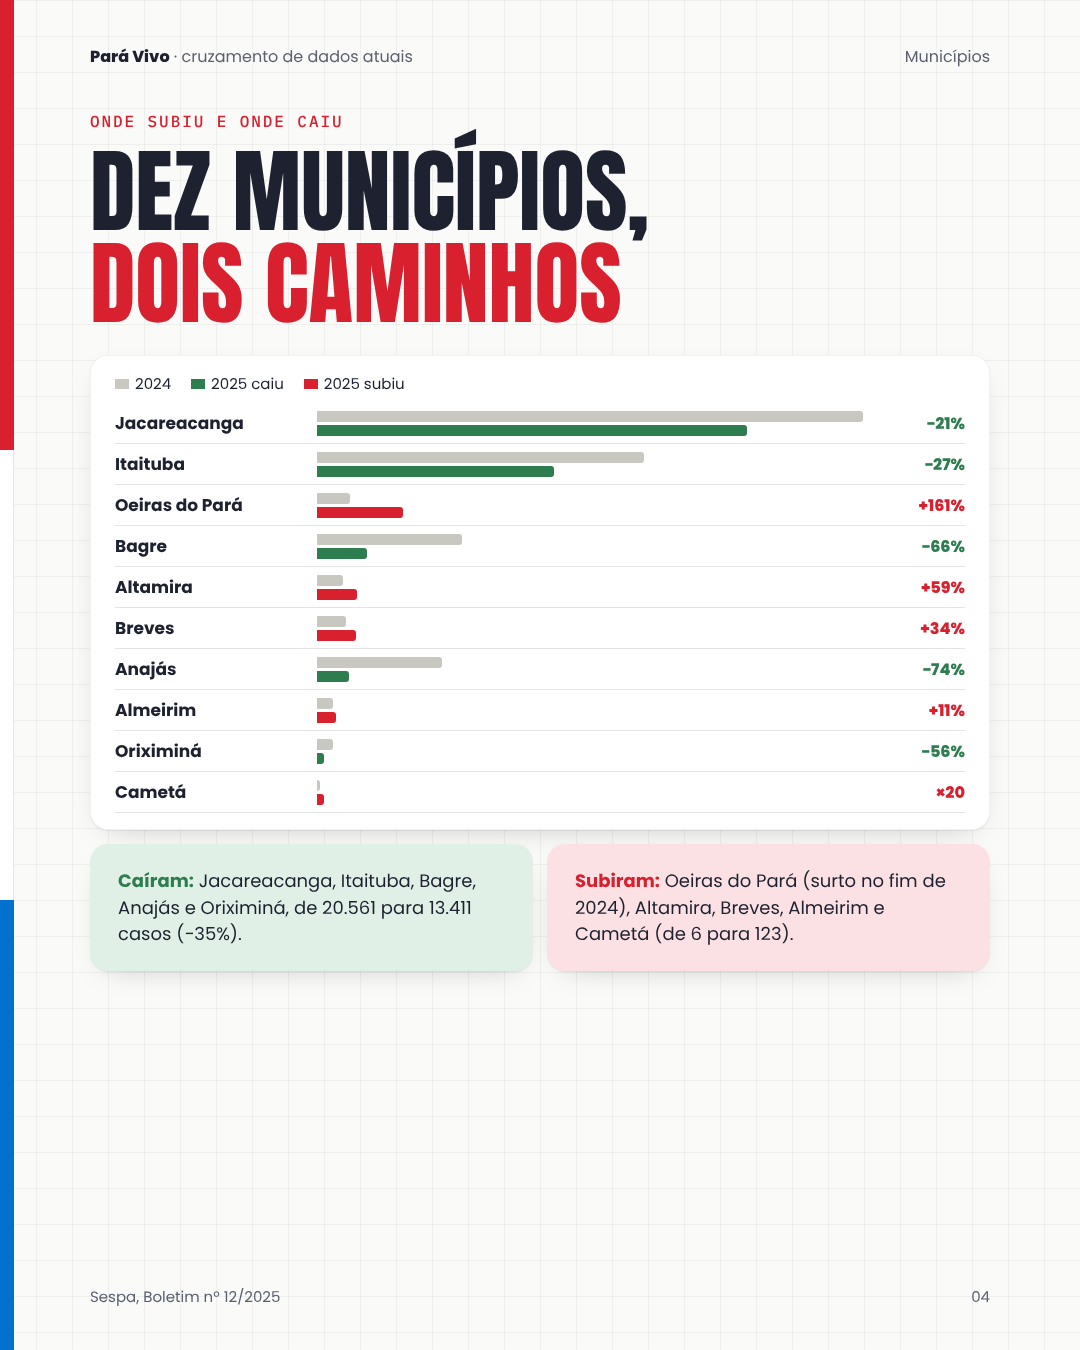 Pará Vivo · cruzamento de dados atuais
Municípios
ONDE SUBIU E ONDE CAIU
DEZ MUNICÍPIOS,
DOIS CAMINHOS
2024 2025 caiu 2025 subiu
Jacareacanga -21%
Itaituba -27%
Oeiras do Pará +161%
Bagre -66%
Altamira +59%
Breves +34%
Anajás -74%
Almeirim +11%
Oriximiná -56%
Cametá ×20
Caíram: Jacareacanga, Itaituba, Bagre,
Anajás e Oriximiná, de 20.561 para 13.411
casos (-35%).
Subiram: Oeiras do Pará (surto no fim de
2024), Altamira, Breves, Almeirim e
Cametá (de 6 para 123).
Sespa, Boletim nº 12/2025
04